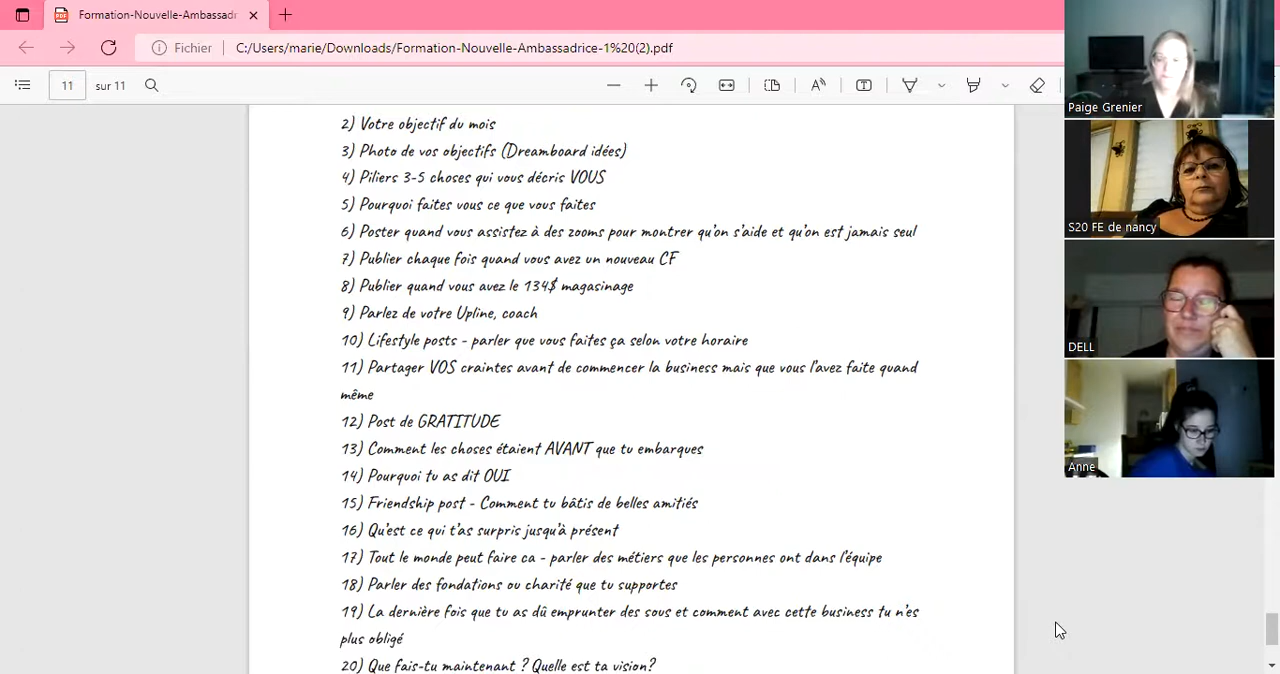 Formation-Nouvelle-Ambassadr
Fichier
C:/Users/marie/Downloads/Formation-Nouvelle-Ambassadrice-1%20(2).pdf
11 sur 11
2) Votre objectif du mois
3) Photo de vos objectifs (Dreamboard idées)
4) Piliers 3-5 choses qui vous décris VOUS
5) Pourquoi faites vous ce que vous faites
6) Poster quand vous assistez à des zooms pour montrer qu'on s'aide et qu'on est jamais seul
7) Publier chaque fois quand vous avez un nouveau CF
8) Publier quand vous avez le 134$ magasinage
9) Parlez de votre Upline, coach
10) Lifestyle posts - parler que vous faites ça selon votre horaire
11) Partager VOS craintes avant de commencer la business mais que vous l'avez faite quand
même
12) Post de GRATITUDE
13) Comment les choses étaient AVANT que tu embarques
14) Pourquoi tu as dit OUI
15) Friendship post - Comment tu bâtis de belles amitiés
16) Qu'est ce qui t'as surpris jusqu'à présent
17) Tout le monde peut faire ca - parler des métiers que les personnes ont dans l'équipe
18) Parler des fondations ou charité que tu supportes
19) La dernière fois que tu as dû emprunter des sous et comment avec cette business tu n'es
plus obligé
20) Que fais-tu maintenant ? Quelle est ta vision?
Paige Grenier
S20 FE de nancy
DELL
Anne